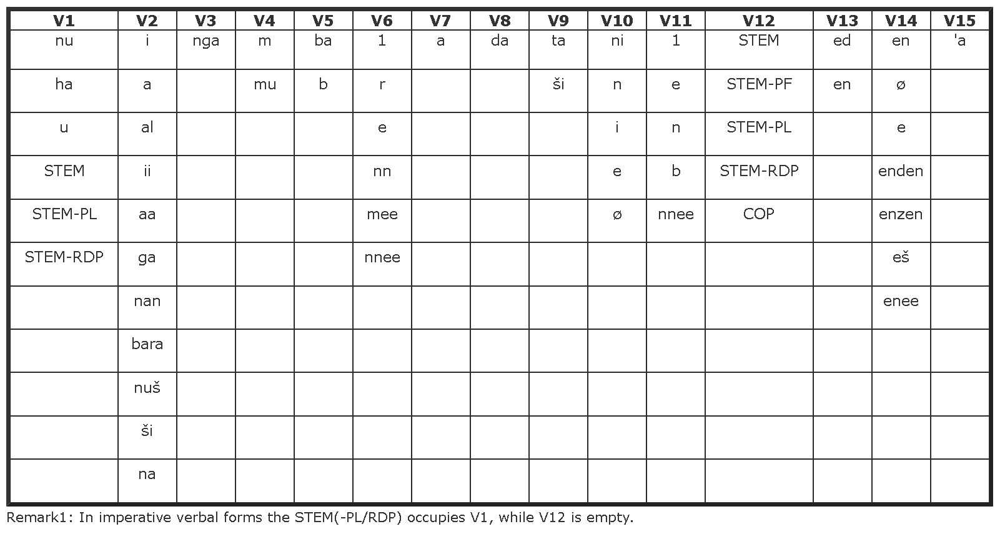 V1 V2 V3 V4 V5 V6 V7 V8 V9 V10 V11 V12 V13 V14 V15
nu i nga m ba 1 a da ta ni 1 STEM ed en 'a
ha a mu b r ši n e STEM-PF en ø
u al e i n STEM-PL e
STEM ii nn e b STEM-RDP enden
STEM-PL aa mee ø nnee COP enzen
STEM-RDP ga nnee eš
nan enee
bara
nuš
ši
na
Remark1: In imperative verbal forms the STEM(-PL/RDP) occupies V1, while V12 is empty.